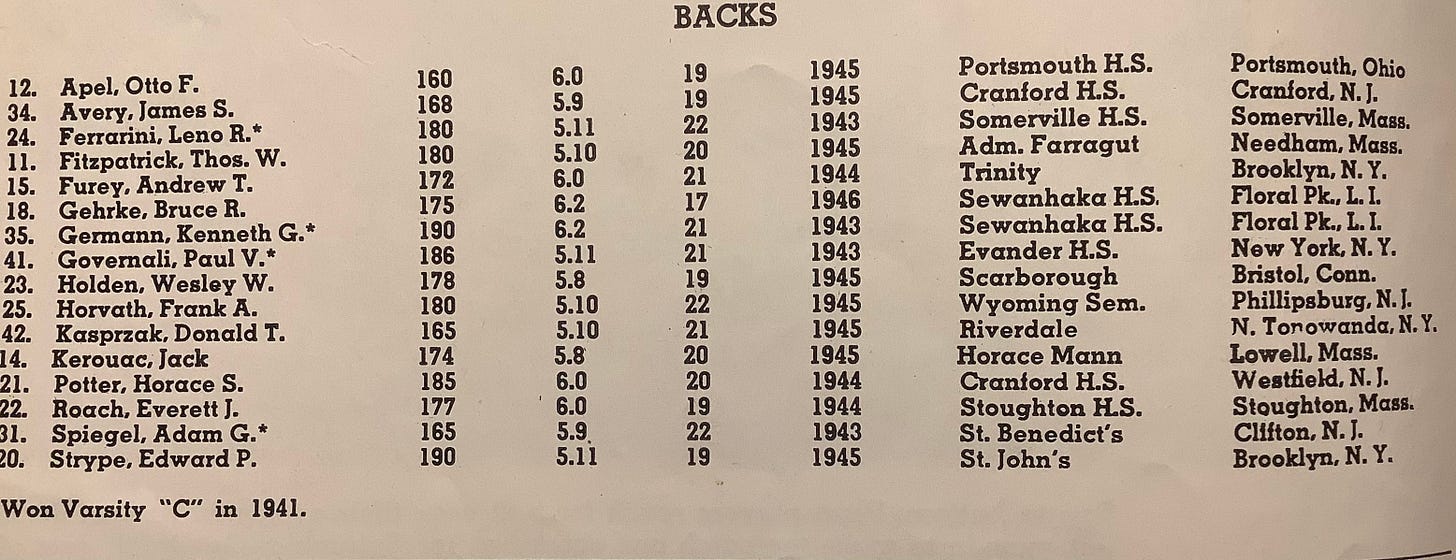 BACKS
12. Apel, Otto F. 160 6.0 19 1945 Portsmouth H.S. Portsmouth, Ohio
34. Avery, James S. 168 5.9 19 1945 Cranford H.S. Cranford, N. J.
24. Ferrarini, Leno R.* 180 5.11 22 1943 Somerville H.S. Somerville, Mass.
11. Fitzpatrick, Thos. W. 180 5.10 20 1945 Adm. Farragut Needham, Mass.
15. Furey, Andrew T. 172 6.0 21 1944 Trinity Brooklyn, N. Y.
18. Gehrke, Bruce R. 175 6.2 17 1946 Sewanhaka H.S. Floral Pk., L. I.
35. Germann, Kenneth G.* 190 6.2 21 1943 Sewanhaka H.S. Floral Pk., L. I.
41. Governali, Paul V.* 186 5.11 21 1943 Evander H.S. New York, N. Y.
23. Holden, Wesley W. 178 5.8 19 1945 Scarborough Bristol, Conn.
25. Horvath, Frank A. 180 5.10 22 1945 Wyoming Sem. Phillipsburg, N. J.
42. Kasprzak, Donald T. 165 5.10 21 1945 Riverdale N. Tonowanda, N. Y.
14. Kerouac, Jack 174 5.8 20 1945 Horace Mann Lowell, Mass.
21. Potter, Horace S. 185 6.0 20 1944 Cranford H.S. Westfield, N. J.
22. Roach, Everett J. 177 6.0 19 1944 Stoughton H.S. Stoughton, Mass.
31. Spiegel, Adam G.* 165 5.9 22 1943 St. Benedict's Clifton, N. J.
20. Strype, Edward P. 190 5.11 19 1945 St. John's Brooklyn, N. Y.
Won Varsity "C" in 1941.